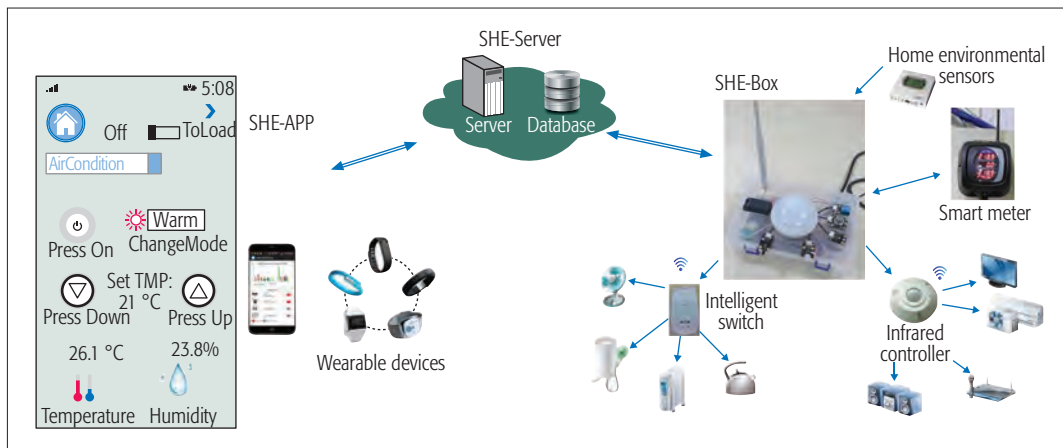 SHE-Server
Server
Database
SHE-APP
SHE-Box
Home environmental
sensors
Smart meter
5:08
Off
ToLoad
AirCondition
Press On
Warm
ChangeMode
Set TMP:
21 °C
Press Down
Press Up
26.1 °C
23.8%
Temperature
Humidity
Wearable devices
Intelligent
switch
Infrared
controller